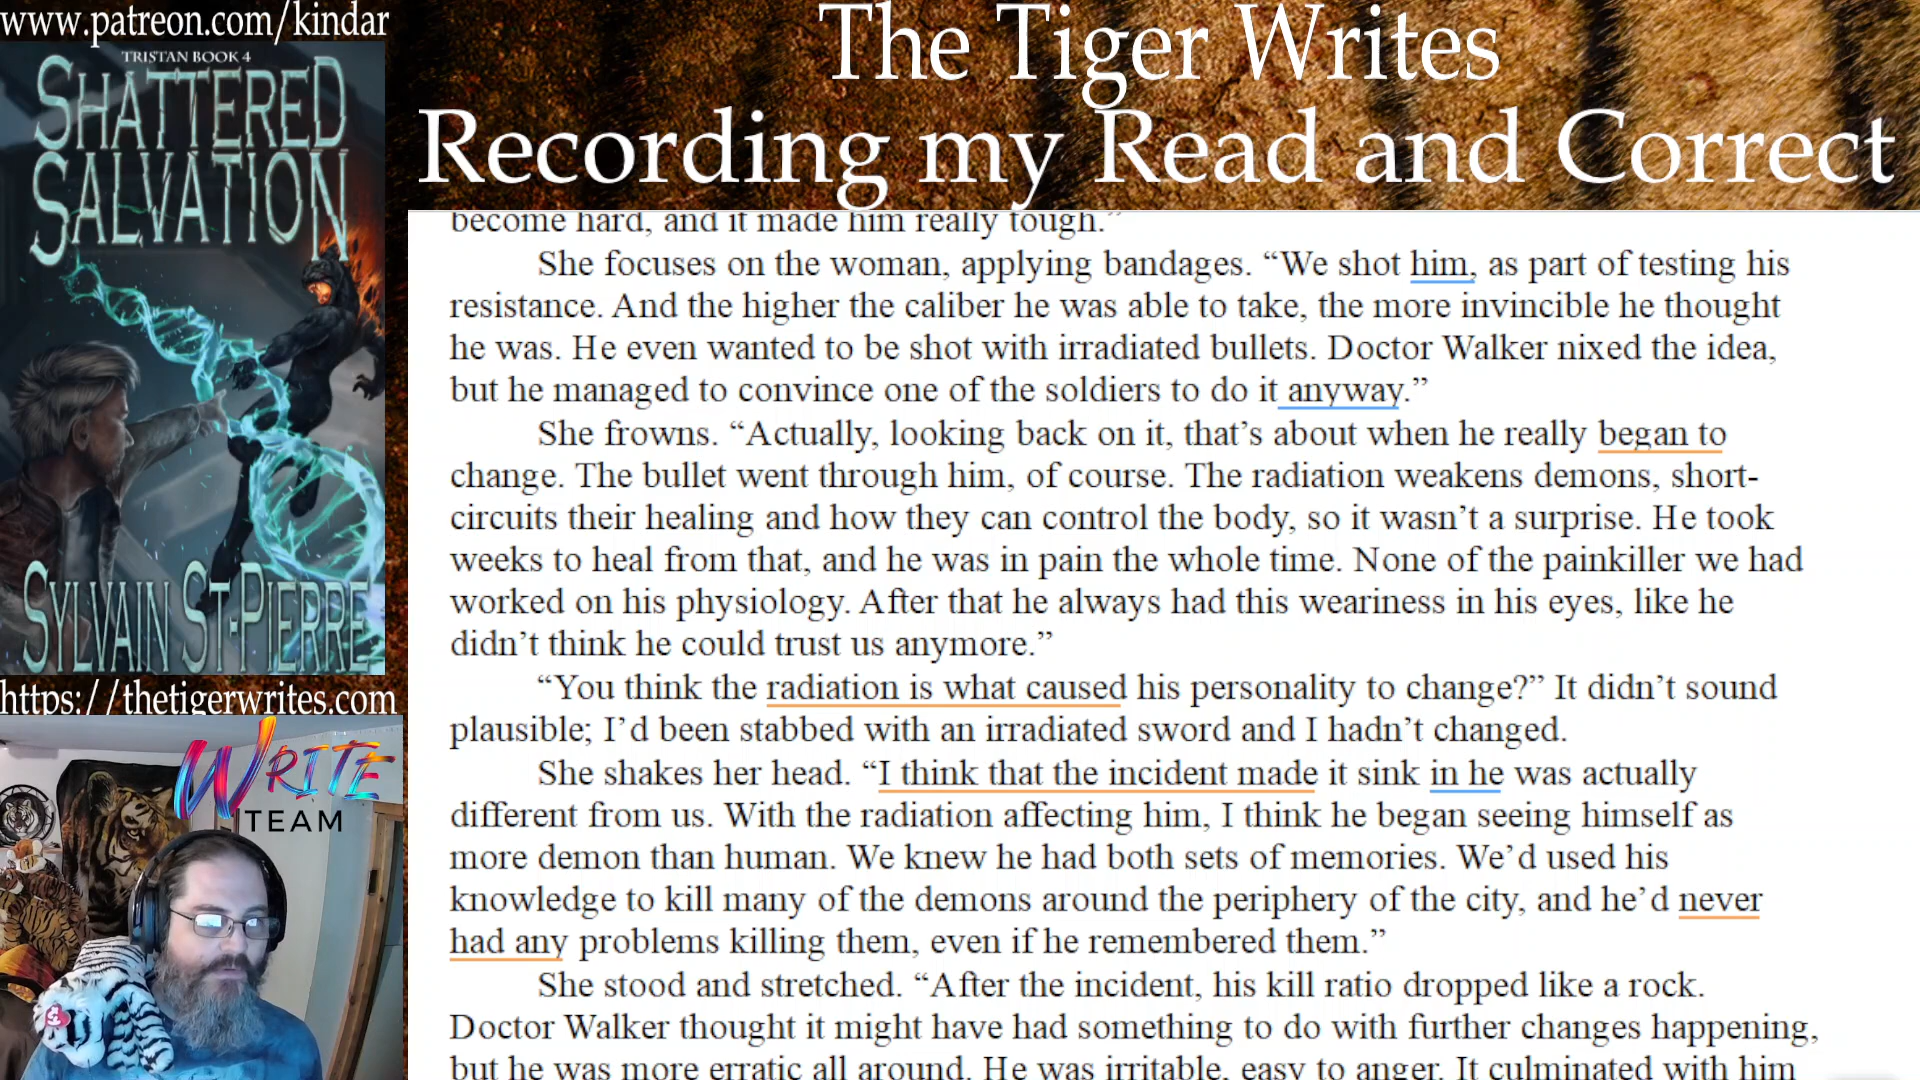 www.patreon.com/kindar
TRISTAN BOOK 4
SHATTERED
SALVATION
SYLVAIN ST-PIERRE
https://thetigerwrites.com
WRITE
TEAM
The Tiger Writes
Recording my Read and Correct
become hard, and it made him really tough.”
She focuses on the woman, applying bandages. “We shot him, as part of testing his
resistance. And the higher the caliber he was able to take, the more invincible he thought
he was. He even wanted to be shot with irradiated bullets. Doctor Walker nixed the idea,
but he managed to convince one of the soldiers to do it anyway.”
She frowns. “Actually, looking back on it, that’s about when he really began to
change. The bullet went through him, of course. The radiation weakens demons, short-
circuits their healing and how they can control the body, so it wasn’t a surprise. He took
weeks to heal from that, and he was in pain the whole time. None of the painkiller we had
worked on his physiology. After that he always had this weariness in his eyes, like he
didn’t think he could trust us anymore.”
“You think the radiation is what caused his personality to change?” It didn’t sound
plausible; I’d been stabbed with an irradiated sword and I hadn’t changed.
She shakes her head. “I think that the incident made it sink in he was actually
different from us. With the radiation affecting him, I think he began seeing himself as
more demon than human. We knew he had both sets of memories. We’d used his
knowledge to kill many of the demons around the periphery of the city, and he’d never
had any problems killing them, even if he remembered them.”
She stood and stretched. “After the incident, his kill ratio dropped like a rock.
Doctor Walker thought it might have had something to do with further changes happening,
but he was more erratic all around. He was irritable, easy to anger. It culminated with him